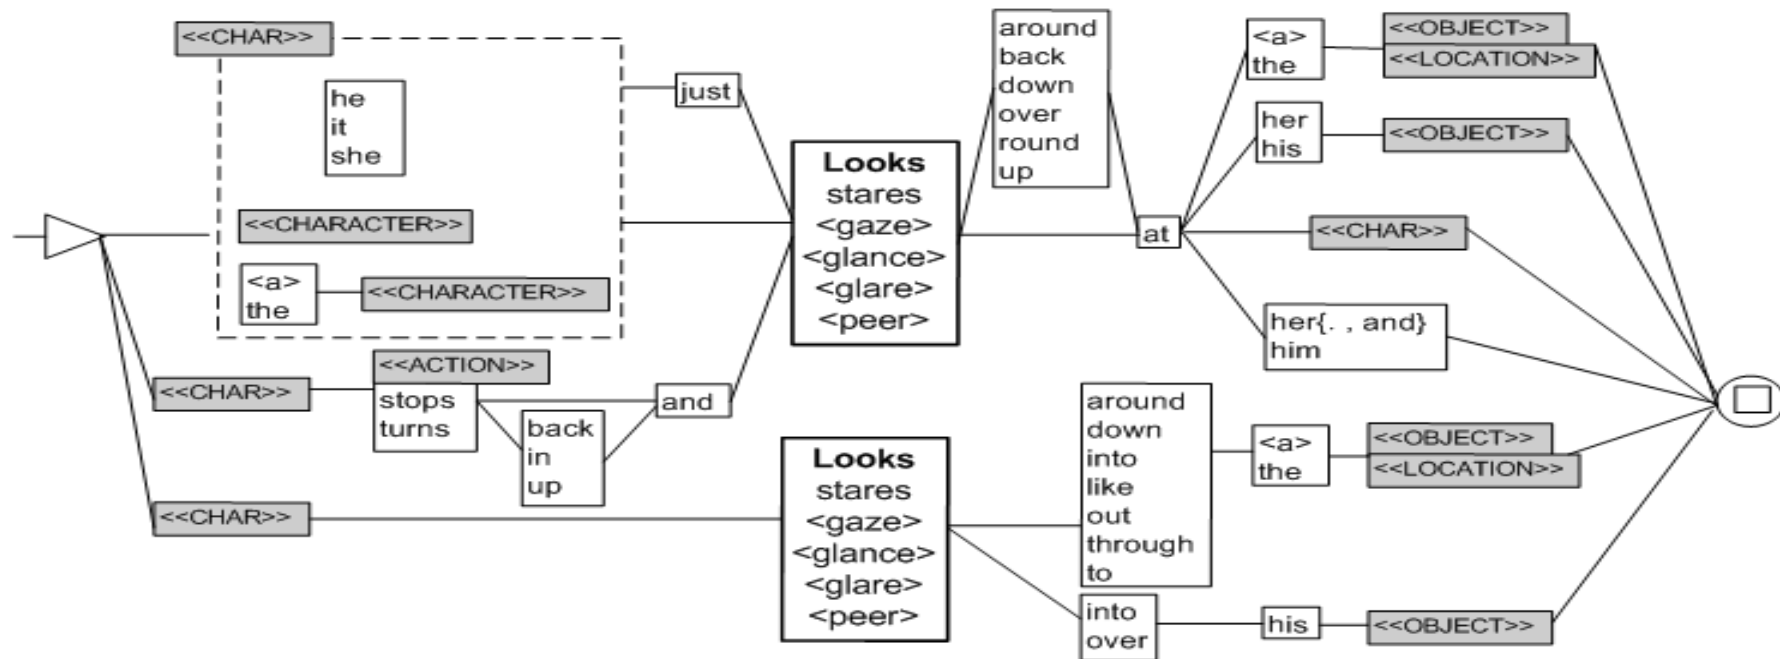 <<CHAR>>
he
it
she
<<CHARACTER>>
<a>
the
<<CHARACTER>>
just
<<CHAR>>
<<ACTION>>
stops
turns
back
in
up
and
<<CHAR>>
Looks
stares
<gaze>
<glance>
<glare>
<peer>
around
back
down
over
round
up
at
<a>
the
<<OBJECT>>
<<LOCATION>>
her
his
<<OBJECT>>
<<CHAR>>
her{. , and}
him
Looks
stares
<gaze>
<glance>
<glare>
<peer>
around
down
into
like
out
through
to
<a>
the
<<OBJECT>>
<<LOCATION>>
into
over
his
<<OBJECT>>